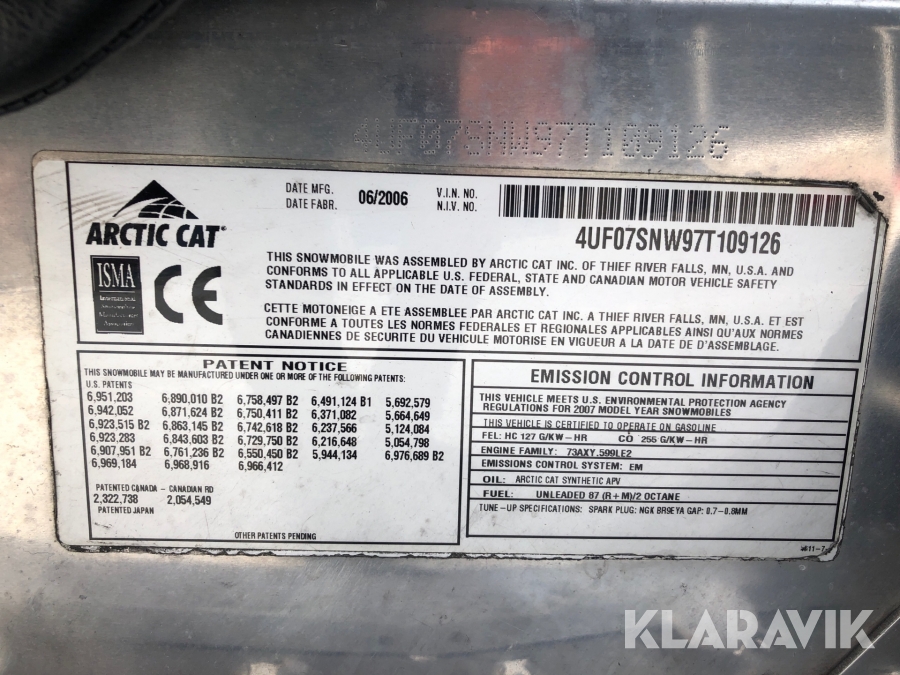 4UF07SNW97T109126
ARCTIC CAT
DATE MFG.
DATE FABR.
06/2006
V.I.N. NO.
N.I.V. NO.
4UF07SNW97T109126
ISMA
International
Snowmobile
Manufacturers
Association
CE
THIS SNOWMOBILE WAS ASSEMBLED BY ARCTIC CAT INC. OF THIEF RIVER FALLS, MN, U.S.A. AND
CONFORMS TO ALL APPLICABLE U.S. FEDERAL, STATE AND CANADIAN MOTOR VEHICLE SAFETY
STANDARDS IN EFFECT ON THE DATE OF ASSEMBLY.
CETTE MOTONEIGE A ETE ASSEMBLEE PAR ARCTIC CAT INC. A THIEF RIVER FALLS, MN, U.S.A. ET EST
CONFORME A TOUTES LES NORMES FEDERALES ET REGIONALES APPLICABLES AINSI QU'AUX NORMES
CANADIENNES DE SECURITE DU VEHICULE MOTORISE EN VIGUEUR A LA DATE DE D'ASSEMBLAGE.
PATENT NOTICE
THIS SNOWMOBILE MAY BE MANUFACTURED UNDER ONE OR MORE OF THE FOLLOWING PATENTS:
U.S. PATENTS
6,951,203 6,890,010 B2 6,758,497 B2 6,491,124 B1 5,692,579
6,942,052 6,871,624 B2 6,750,411 B2 6,371,082 5,664,649
6,923,515 B2 6,863,145 B2 6,742,618 B2 6,237,566 5,124,084
6,923,283 6,843,603 B2 6,729,750 B2 6,216,648 5,054,798
6,907,951 B2 6,761,236 B2 6,550,450 B2 5,944,134 6,976,689 B2
6,969,184 6,968,916 6,966,412
PATENTED CANADA - CANADIAN RD
2,322,738 2,054,549
PATENTED JAPAN
OTHER PATENTS PENDING
EMISSION CONTROL INFORMATION
THIS VEHICLE MEETS U.S. ENVIRONMENTAL PROTECTION AGENCY
REGULATIONS FOR 2007 MODEL YEAR SNOWMOBILES
THIS VEHICLE IS CERTIFIED TO OPERATE ON GASOLINE
FEL: HC 127 G/KW-HR CO 255 G/KW-HR
ENGINE FAMILY: 73AXY.599LE2
EMISSIONS CONTROL SYSTEM: EM
OIL: ARCTIC CAT SYNTHETIC APV
FUEL: UNLEADED 87 (R+M)/2 OCTANE
TUNE-UP SPECIFICATIONS: SPARK PLUG: NGK BR9EYA GAP: 0.7-0.8MM
KLARAVIK